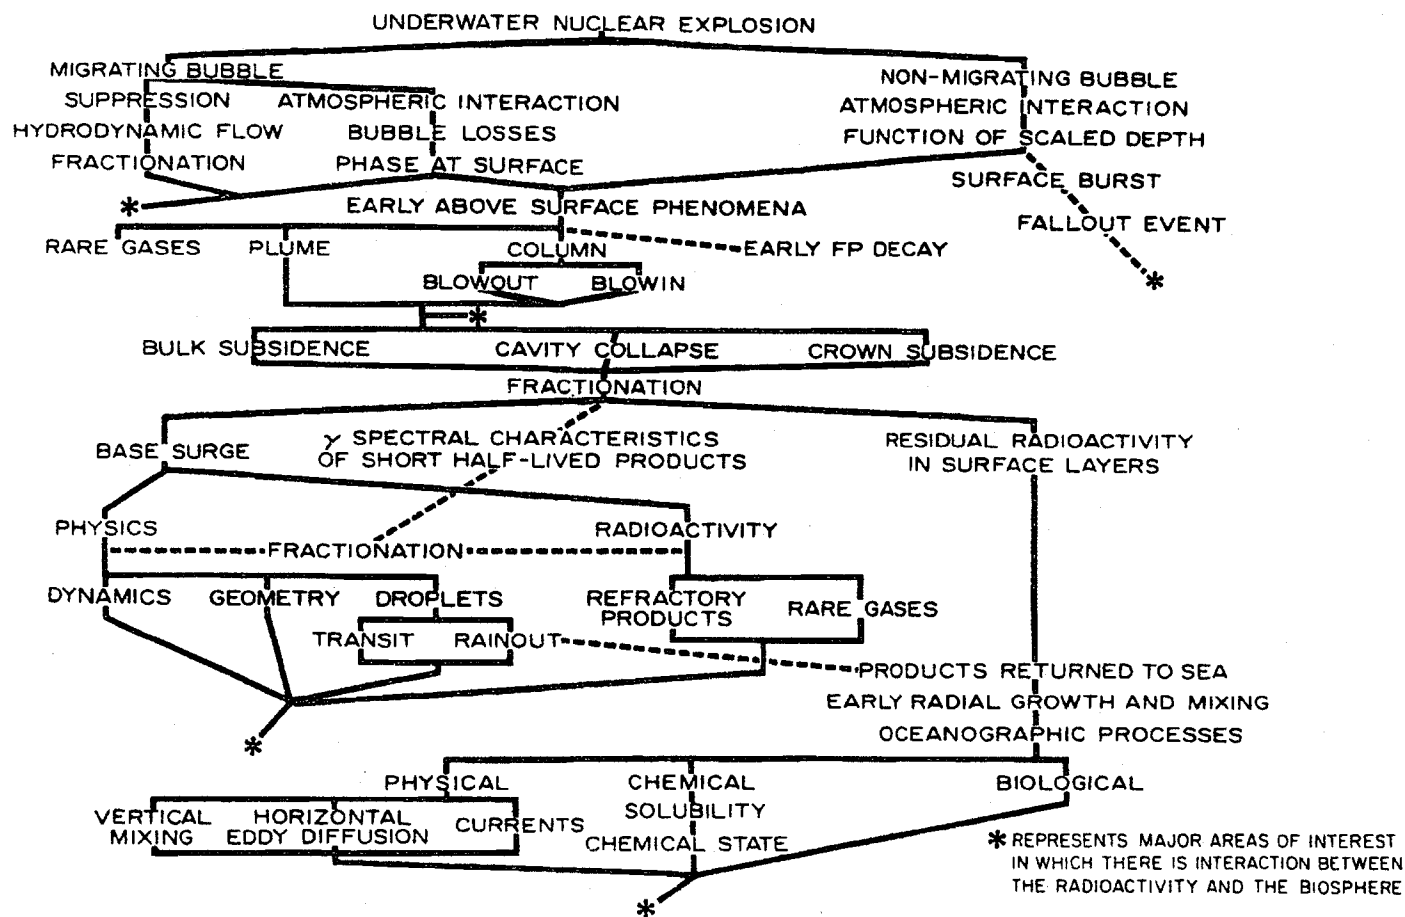 UNDERWATER NUCLEAR EXPLOSION
MIGRATING BUBBLE
NON-MIGRATING BUBBLE
SUPPRESSION
ATMOSPHERIC INTERACTION
ATMOSPHERIC INTERACTION
HYDRODYNAMIC FLOW
BUBBLE LOSSES
FUNCTION OF SCALED DEPTH
FRACTIONATION
PHASE AT SURFACE
SURFACE BURST
*
EARLY ABOVE SURFACE PHENOMENA
FALLOUT EVENT
RARE GASES
PLUME
COLUMN
EARLY FP DECAY
BLOWOUT
BLOWIN
*
*
BULK SUBSIDENCE
CAVITY COLLAPSE
CROWN SUBSIDENCE
FRACTIONATION
BASE SURGE
γ SPECTRAL CHARACTERISTICS
OF SHORT HALF-LIVED PRODUCTS
RESIDUAL RADIOACTIVITY
IN SURFACE LAYERS
PHYSICS
RADIOACTIVITY
FRACTIONATION
DYNAMICS
GEOMETRY
DROPLETS
REFRACTORY
PRODUCTS
RARE GASES
TRANSIT
RAINOUT
PRODUCTS RETURNED TO SEA
EARLY RADIAL GROWTH AND MIXING
OCEANOGRAPHIC PROCESSES
*
PHYSICAL
CHEMICAL
BIOLOGICAL
VERTICAL
MIXING
HORIZONTAL
EDDY DIFFUSION
CURRENTS
SOLUBILITY
CHEMICAL STATE
* REPRESENTS MAJOR AREAS OF INTEREST
IN WHICH THERE IS INTERACTION BETWEEN
THE RADIOACTIVITY AND THE BIOSPHERE
*